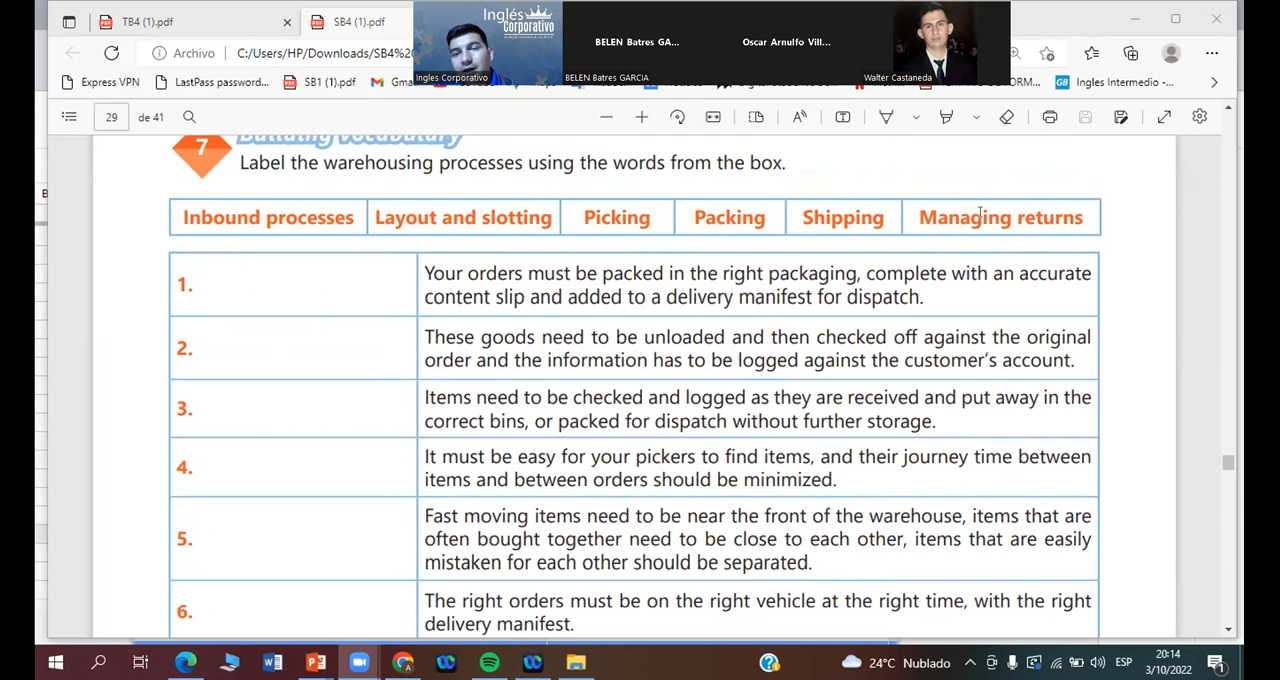 TB4 (1).pdf
SB4 (1).pdf
Inglés
Corporativo
BELEN Batres GA...
Oscar Arnulfo Vill...
Ingles Corporativo
BELEN Batres GARCIA
Walter Castaneda
Archivo
C:/Users/HP/Downloads/SB4%2
Express VPN
LastPass password...
SB1 (1).pdf
Ingles Intermedio -...
29
de 41
7
Building Vocabulary
Label the warehousing processes using the words from the box.
Inbound processes
Layout and slotting
Picking
Packing
Shipping
Managing returns
1.
Your orders must be packed in the right packaging, complete with an accurate
content slip and added to a delivery manifest for dispatch.
2.
These goods need to be unloaded and then checked off against the original
order and the information has to be logged against the customer's account.
3.
Items need to be checked and logged as they are received and put away in the
correct bins, or packed for dispatch without further storage.
4.
It must be easy for your pickers to find items, and their journey time between
items and between orders should be minimized.
5.
Fast moving items need to be near the front of the warehouse, items that are
often bought together need to be close to each other, items that are easily
mistaken for each other should be separated.
6.
The right orders must be on the right vehicle at the right time, with the right
delivery manifest.
24°C Nublado
ESP
20:14
3/10/2022